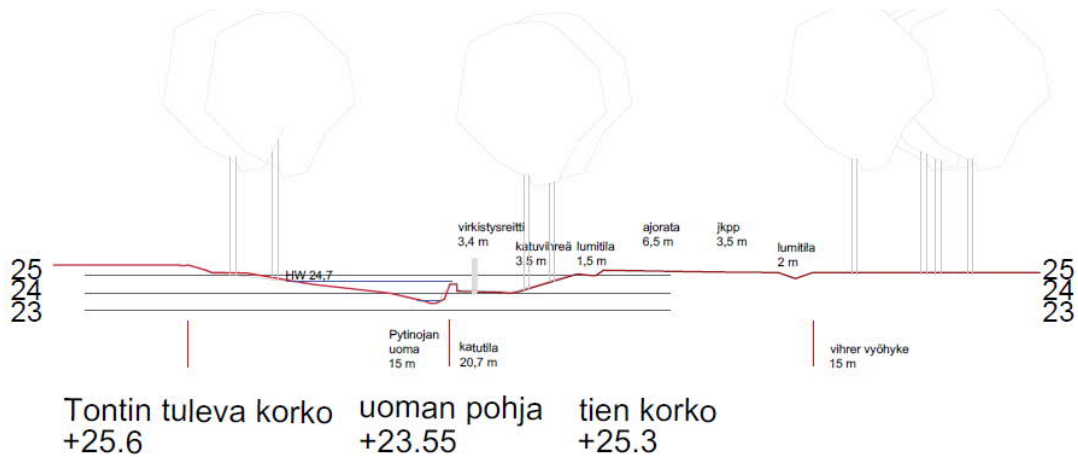 virkistysreitti
3,4 m
katuvihreä
3.5 m
lumitila
1,5 m
ajorata
6,5 m
jkpp
3,5 m
lumitila
2 m
HW 24,7
25
24
23
25
24
23
Pytinojan
uoma
15 m
katutila
20,7 m
vihrer vyöhyke
15 m
Tontin tuleva korko
+25.6
uoman pohja
+23.55
tien korko
+25.3